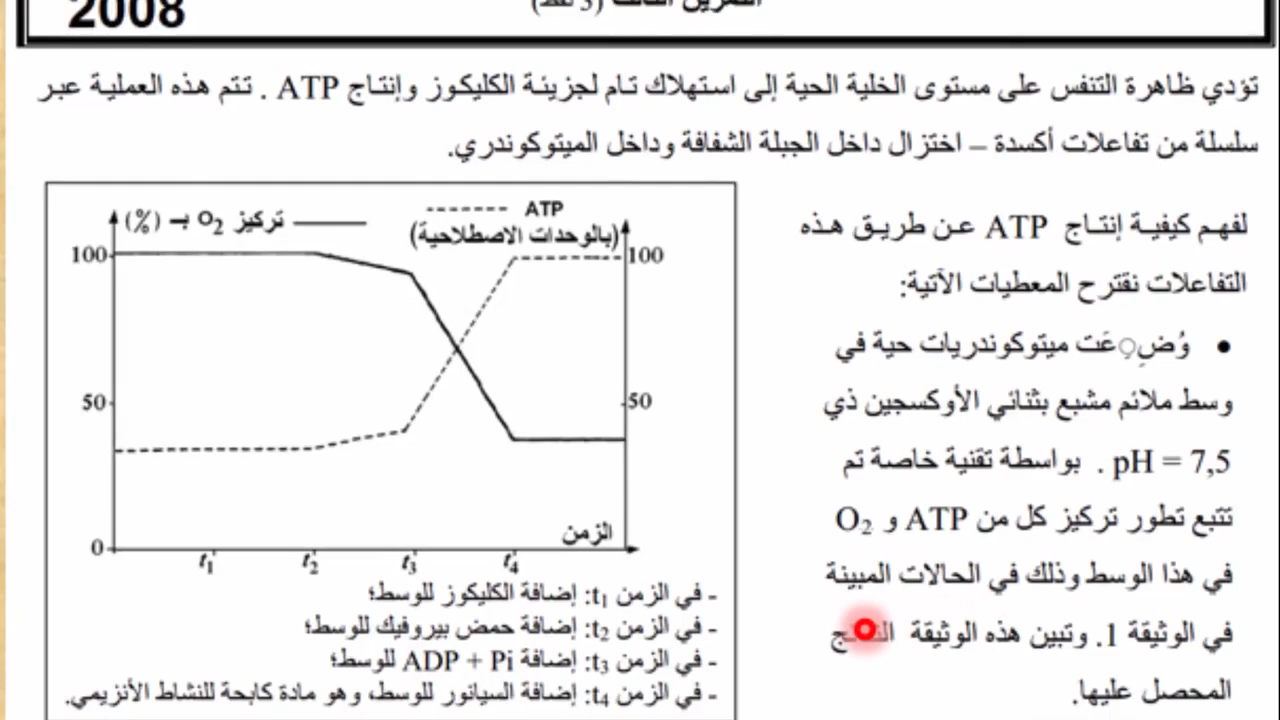 2008
التمرين الثالث (5 نقط)
تؤدي ظاهرة التنفس على مستوى الخلية الحية إلى استهلاك تام لجزيئة الكليكوز وإنتاج ATP . تتم هذه العملية عبر
سلسلة من تفاعلات أكسدة – اختزال داخل الجبلة الشفافة وداخل الميتوكوندري.
لفهم كيفية إنتاج ATP عن طريق هذه
التفاعلات نقترح المعطيات الآتية:
• وُضِعَت ميتوكوندريات حية في
وسط ملائم مشبع بثنائي الأوكسجين ذي
pH = 7,5 . بواسطة تقنية خاصة تم
تتبع تطور تركيز كل من ATP و O2
في هذا الوسط وذلك في الحالات المبينة
في الوثيقة 1. وتبين هذه الوثيقة النتائج
المحصل عليها.
تركيز O2 بـ (%)
ATP
(بالوحدات الاصطلاحية)
100
100
50
50
0
الزمن
t1 t2 t3 t4
- في الزمن t1: إضافة الكليكوز للوسط؛
- في الزمن t2: إضافة حمض بيروفيك للوسط؛
- في الزمن t3: إضافة ADP + Pi للوسط؛
- في الزمن t4: إضافة السيانور للوسط، وهو مادة كابحة للنشاط الأنزيمي.